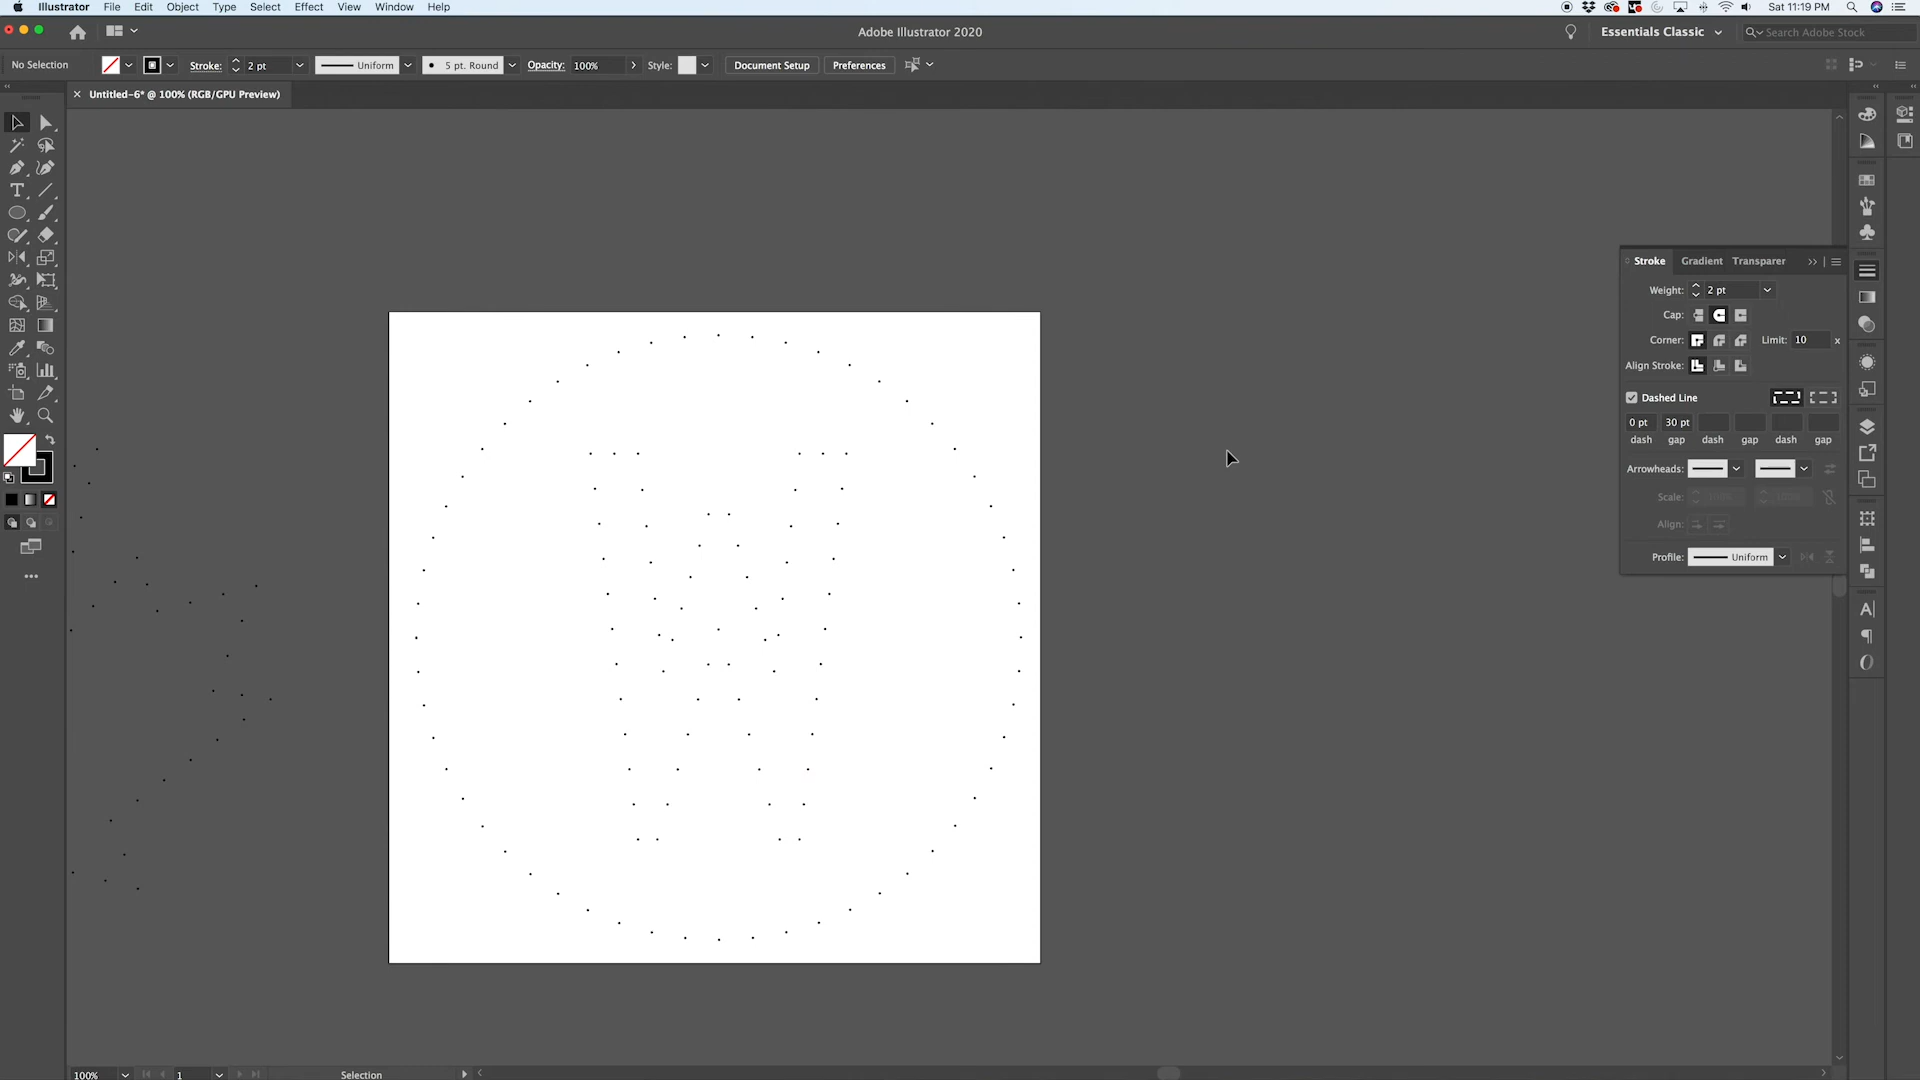 Illustrator File Edit Object Type Select Effect View Window Help Sat 11:19 PM
Adobe Illustrator 2020 Essentials Classic Search Adobe Stock
No Selection Stroke: 2 pt Uniform 5 pt. Round Opacity: 100% Style: Document Setup Preferences
Untitled-6* @ 100% (RGB/GPU Preview)
Stroke Gradient Transparer
Weight: 2 pt
Cap:
Corner: Limit: 10 x
Align Stroke:
Dashed Line
0 pt 30 pt
dash gap dash gap dash gap
Arrowheads:
Scale: 100% 100%
Align:
Profile: Uniform
100% 1 Selection